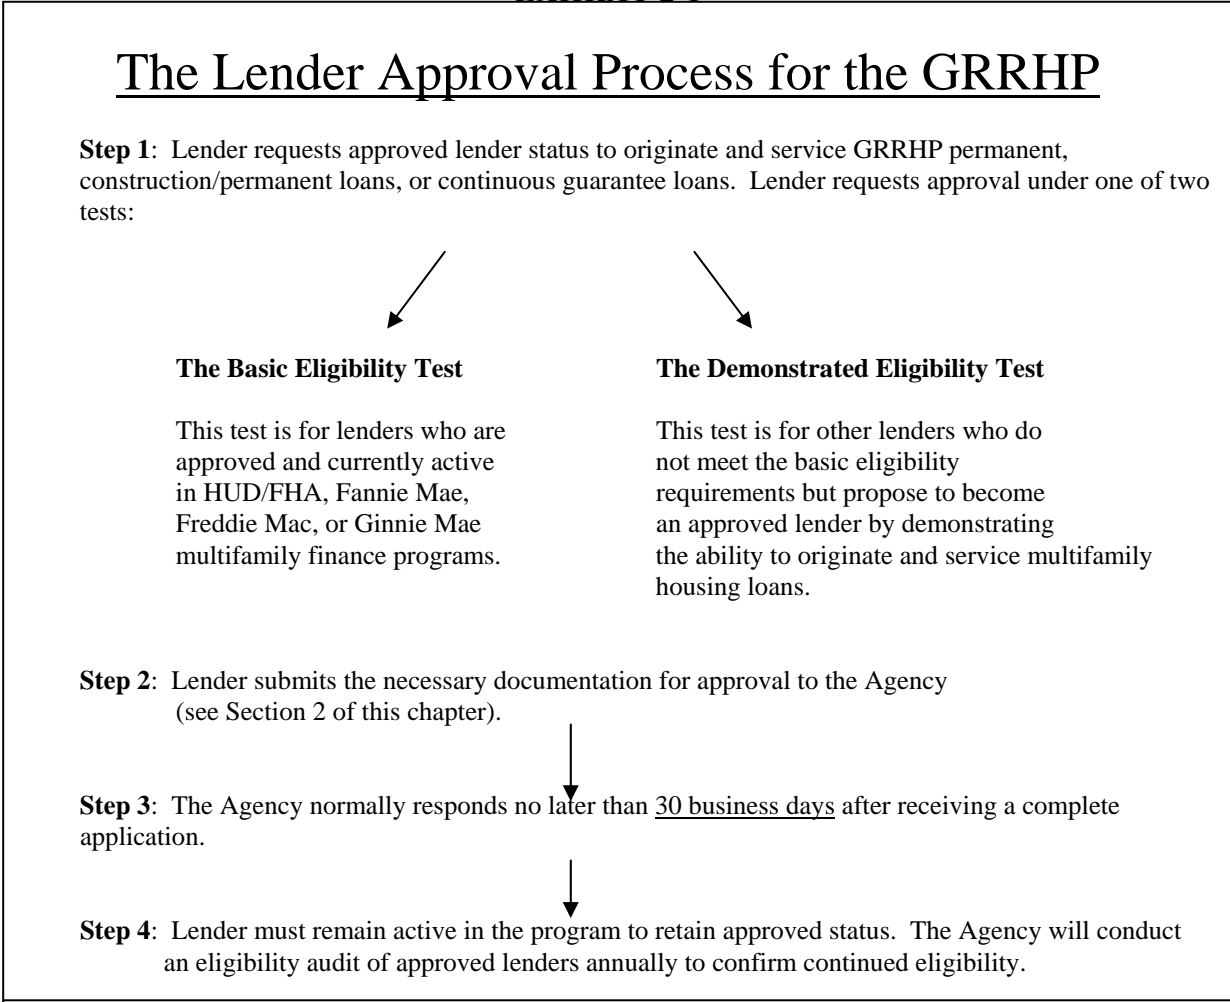 The Lender Approval Process for the GRRHP
Step 1:  Lender requests approved lender status to originate and service GRRHP permanent,
construction/permanent loans, or continuous guarantee loans.  Lender requests approval under one of two
tests:
The Basic Eligibility Test
This test is for lenders who are
approved and currently active
in HUD/FHA, Fannie Mae,
Freddie Mac, or Ginnie Mae
multifamily finance programs.
The Demonstrated Eligibility Test
This test is for other lenders who do
not meet the basic eligibility
requirements but propose to become
an approved lender by demonstrating
the ability to originate and service multifamily
housing loans.
Step 2:  Lender submits the necessary documentation for approval to the Agency
(see Section 2 of this chapter).
Step 3:  The Agency normally responds no later than 30 business days after receiving a complete
application.
Step 4:  Lender must remain active in the program to retain approved status.  The Agency will conduct
an eligibility audit of approved lenders annually to confirm continued eligibility.